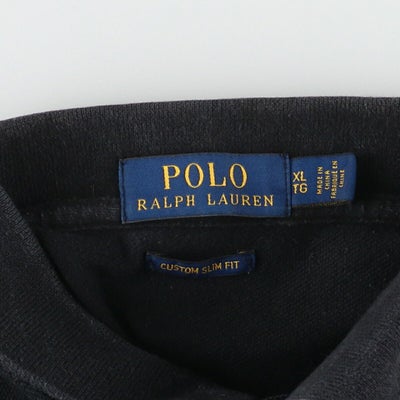 POLO
RALPH LAUREN
XL
TG
MADE IN
CHINA
FABRIQUÉ EN
CHINE
CUSTOM SLIM FIT